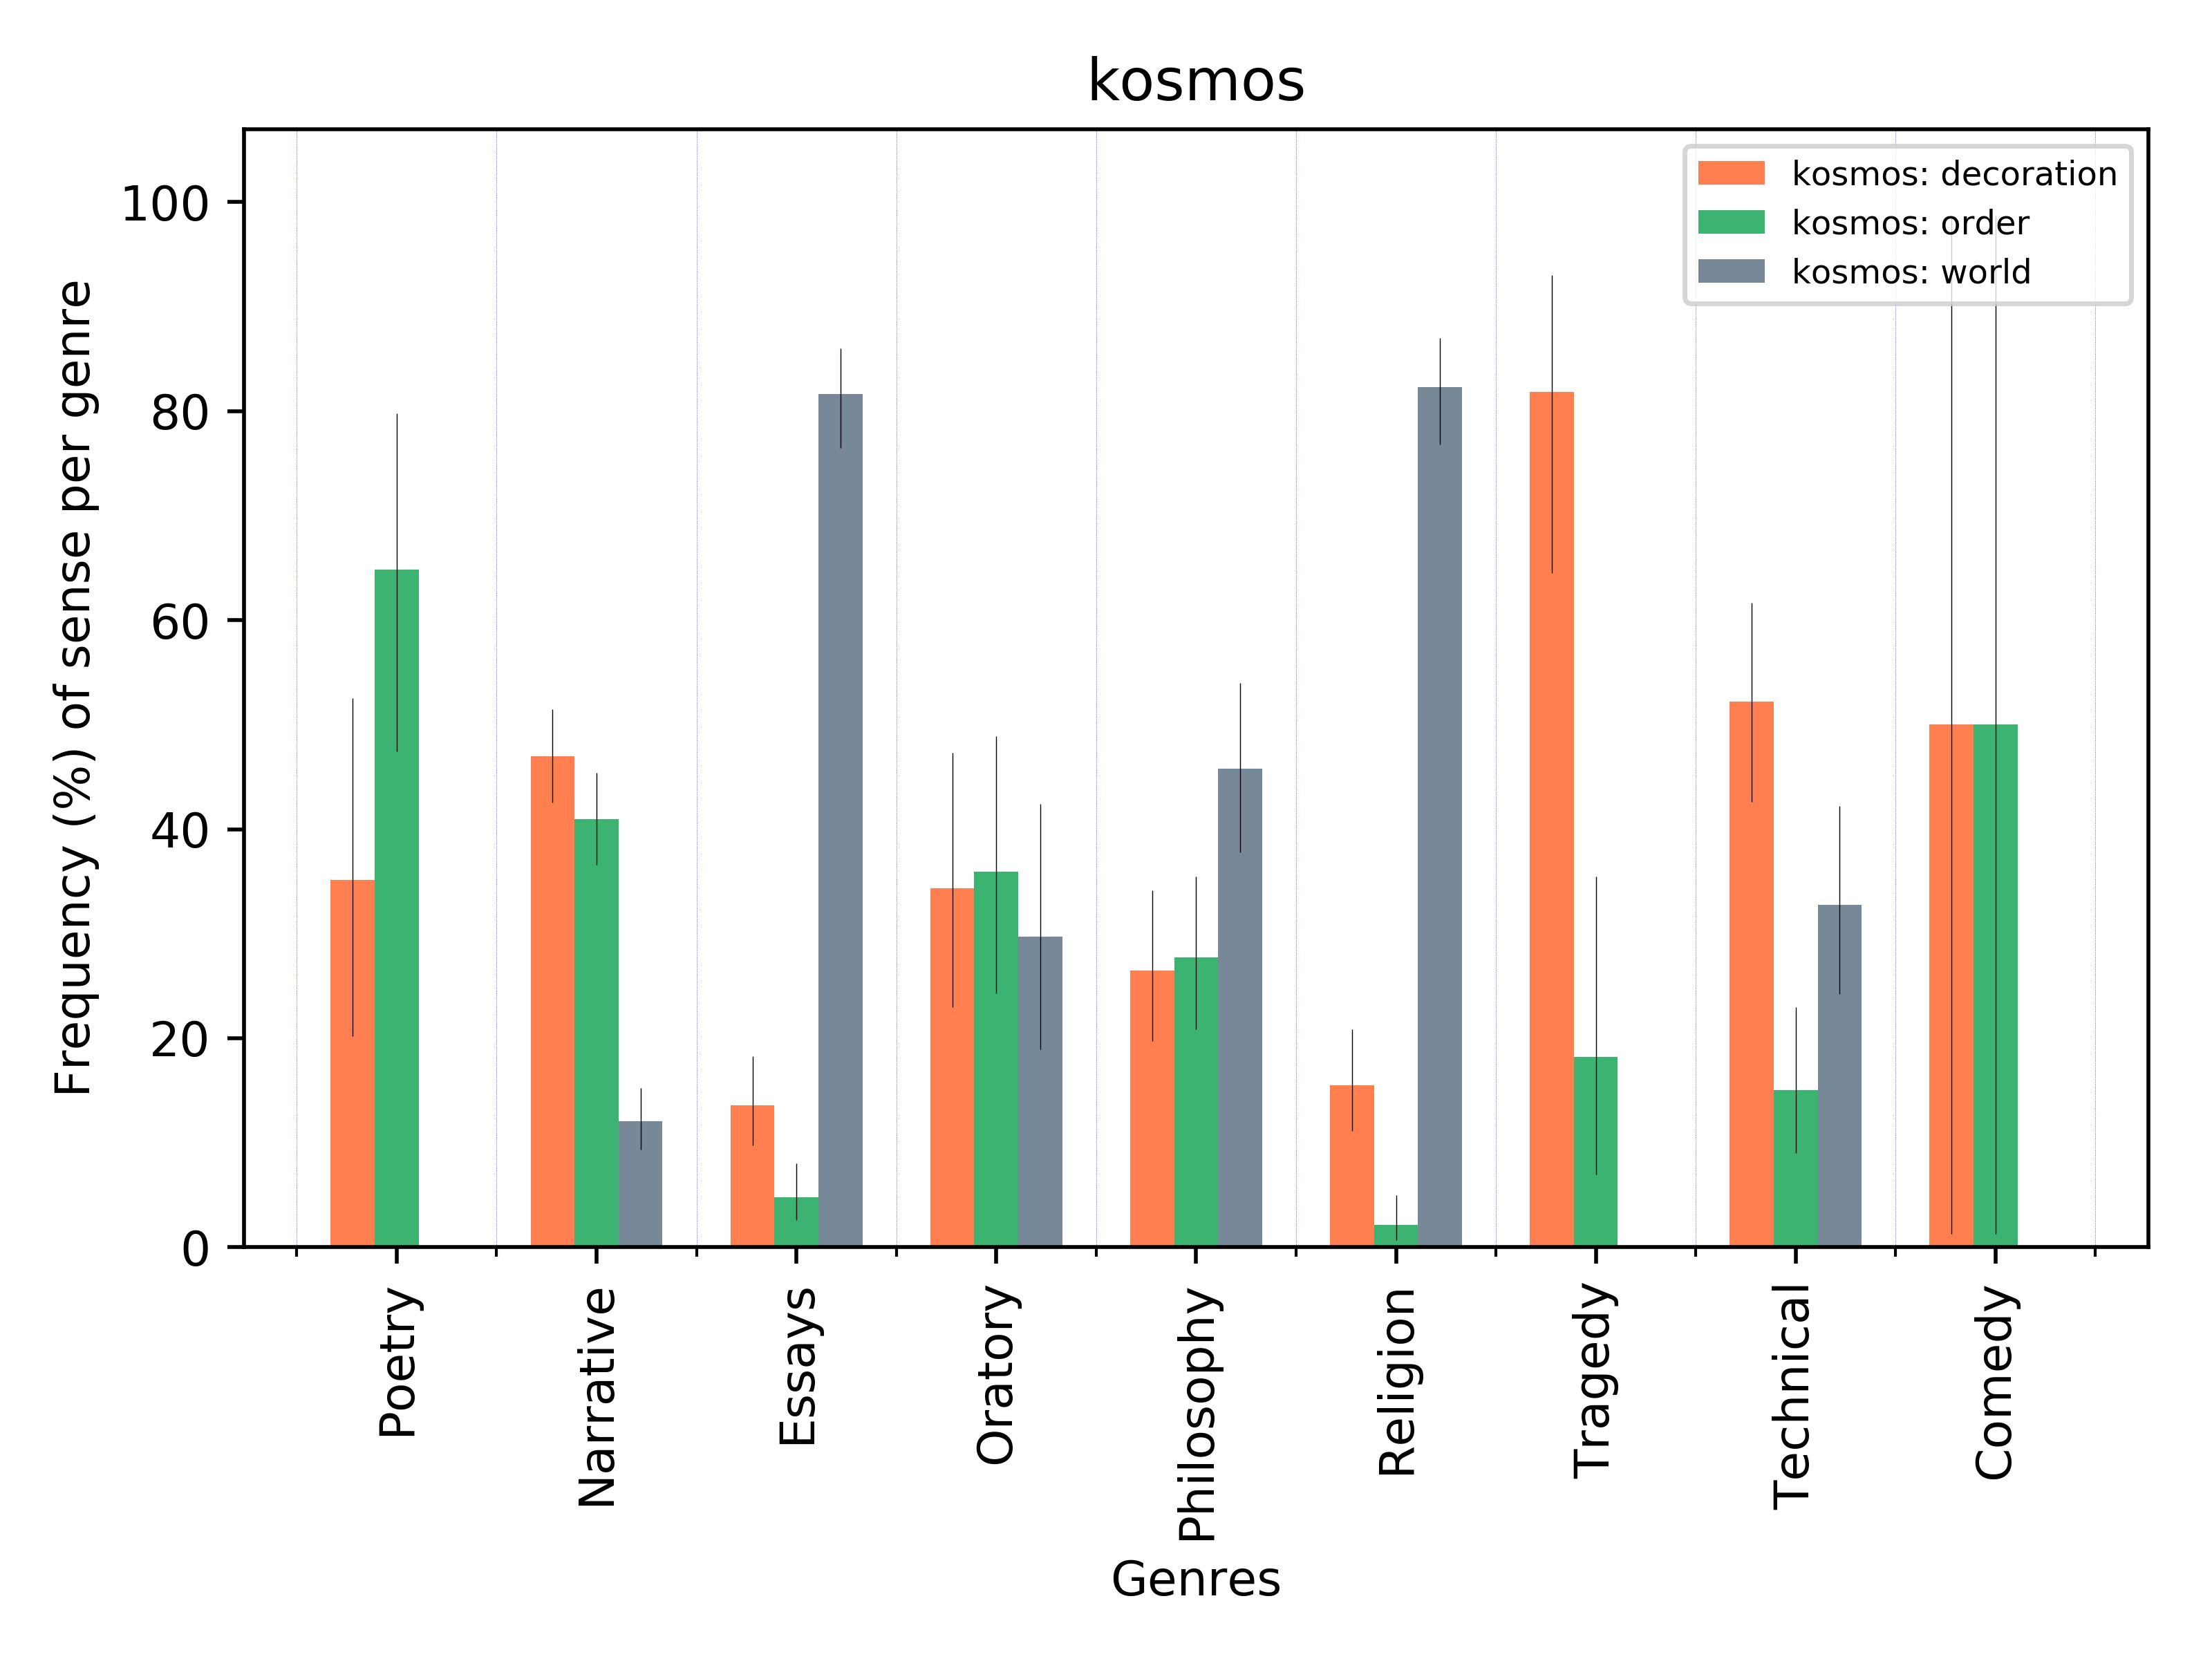 kosmos
kosmos: decoration
kosmos: order
kosmos: world
Frequency (%) of sense per genre
100
80
60
40
20
0
Poetry
Narrative
Essays
Oratory
Philosophy
Religion
Tragedy
Technical
Comedy
Genres